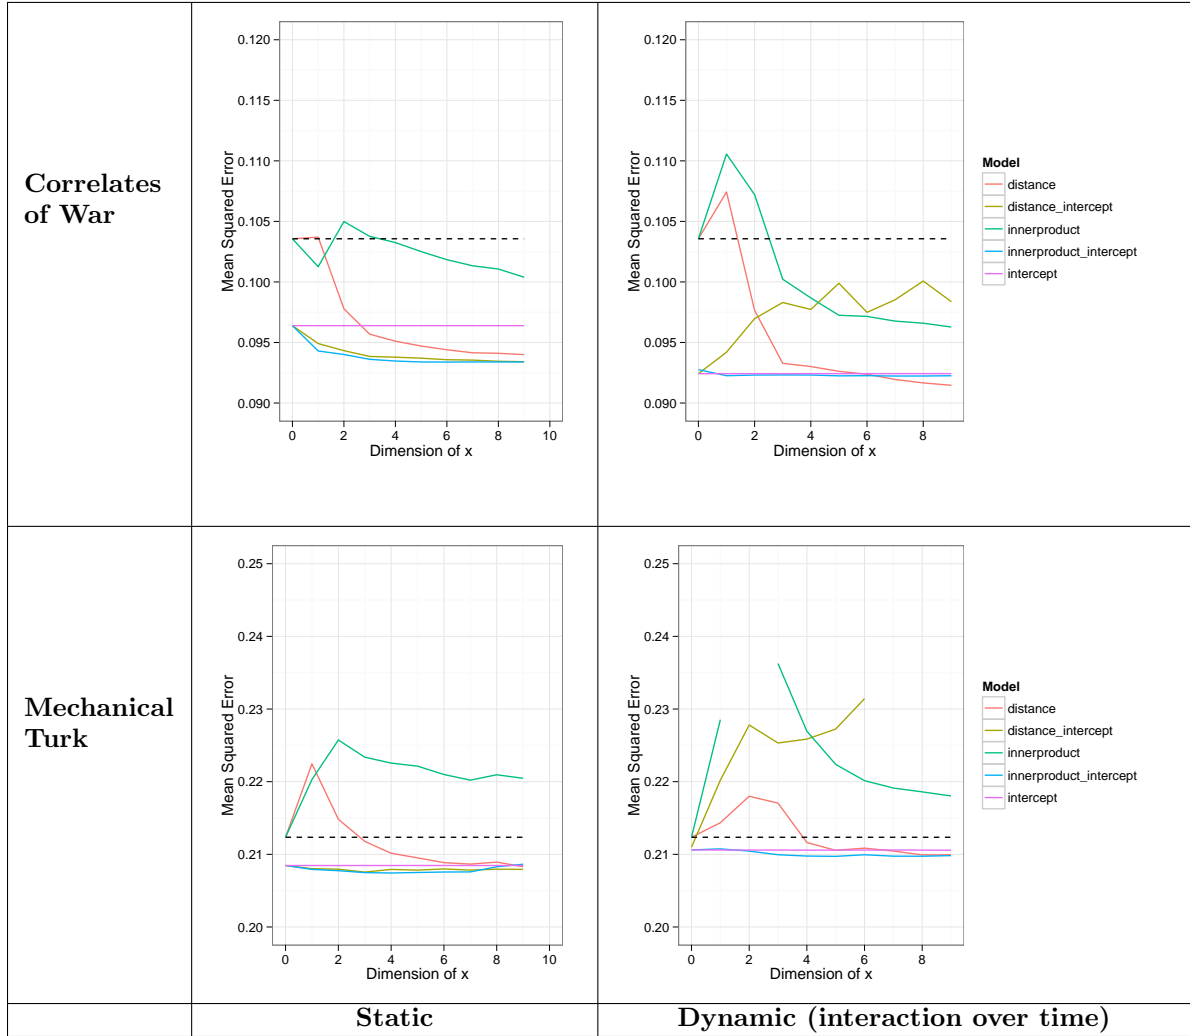 Correlates
of War
0.120
0.115
0.110
0.105
0.100
0.095
0.090
Mean Squared Error
0 2 4 6 8 10
Dimension of x
0.120
0.115
0.110
0.105
0.100
0.095
0.090
Mean Squared Error
0 2 4 6 8
Dimension of x
Model
distance
distance_intercept
innerproduct
innerproduct_intercept
intercept
Mechanical
Turk
0.25
0.24
0.23
0.22
0.21
0.20
Mean Squared Error
0 2 4 6 8 10
Dimension of x
0.25
0.24
0.23
0.22
0.21
0.20
Mean Squared Error
0 2 4 6 8
Dimension of x
Model
distance
distance_intercept
innerproduct
innerproduct_intercept
intercept
Static
Dynamic (interaction over time)